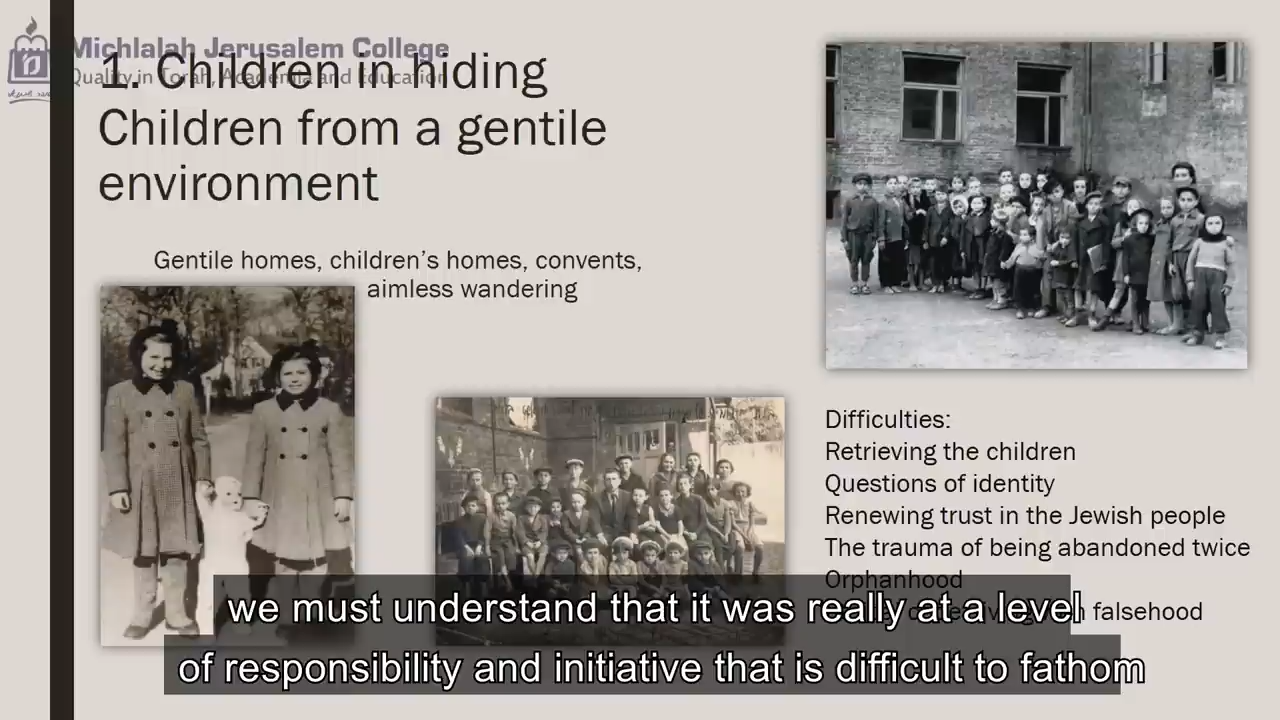 Michlalah Jerusalem College
Quality in Torah, Academia and Education
1. Children in hiding
Children from a gentile
environment
Gentile homes, children's homes, convents,
aimless wandering
Difficulties:
Retrieving the children
Questions of identity
Renewing trust in the Jewish people
The trauma of being abandoned twice
Orphanhood
falsehood
we must understand that it was really at a level
of responsibility and initiative that is difficult to fathom